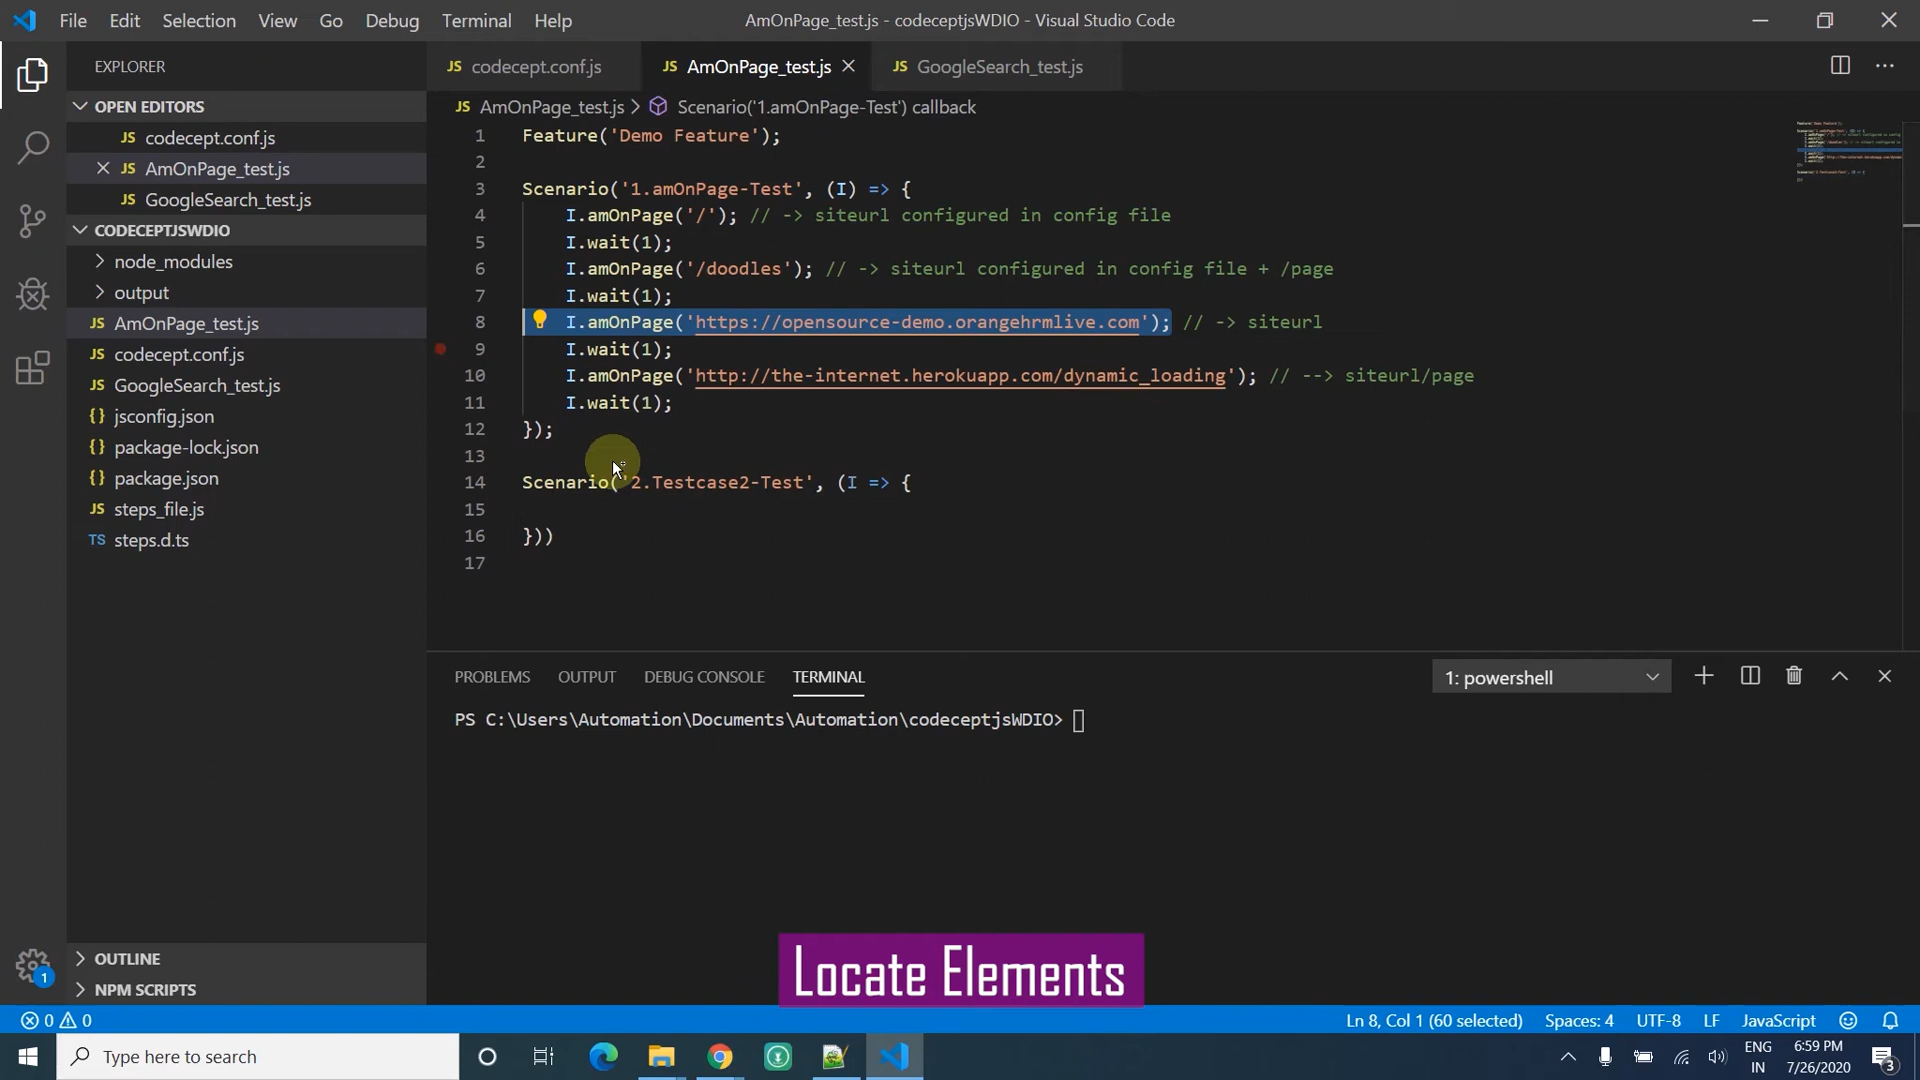 File Edit Selection View Go Debug Terminal Help AmOnPage_test.js - codeceptjsWDIO - Visual Studio Code
EXPLORER
OPEN EDITORS
JS codecept.conf.js
JS AmOnPage_test.js
JS GoogleSearch_test.js
CODECEPTJSWDIO
node_modules
output
JS AmOnPage_test.js
JS codecept.conf.js
JS GoogleSearch_test.js
{} jsconfig.json
{} package-lock.json
{} package.json
JS steps_file.js
TS steps.d.ts
OUTLINE
NPM SCRIPTS
1
JS codecept.conf.js JS AmOnPage_test.js JS GoogleSearch_test.js
JS AmOnPage_test.js > Scenario('1.amOnPage-Test') callback
1 Feature('Demo Feature');
2
3 Scenario('1.amOnPage-Test', (I) => {
4 I.amOnPage('/'); // -> siteurl configured in config file
5 I.wait(1);
6 I.amOnPage('/doodles'); // -> siteurl configured in config file + /page
7 I.wait(1);
8 I.amOnPage('https://opensource-demo.orangehrmlive.com'); // -> siteurl
9 I.wait(1);
10 I.amOnPage('http://the-internet.herokuapp.com/dynamic_loading'); // --> siteurl/page
11 I.wait(1);
12 });
13
14 Scenario('2.Testcase2-Test', (I => {
15
16 }))
17
PROBLEMS OUTPUT DEBUG CONSOLE TERMINAL 1: powershell
PS C:\Users\Automation\Documents\Automation\codeceptjsWDIO>
Locate Elements
0 0 Ln 8, Col 1 (60 selected) Spaces: 4 UTF-8 LF JavaScript
Type here to search
ENG
IN
6:59 PM
7/26/2020
3